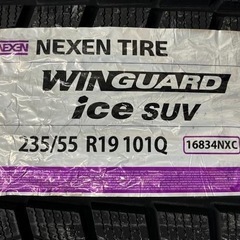 NEXEN NEXEN TIRE
WINGUARD
ice SUV
235/55 R19 101Q 16834NXC